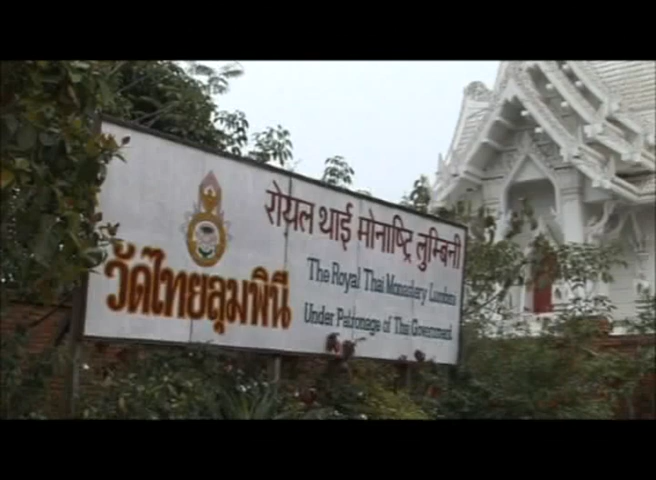 วัดไทยลุมพินี
रोयल थाई मोनाष्ट्रि लुम्बिनी
The Royal Thai Monastery Lumbini
Under Patronage of Thai Government.